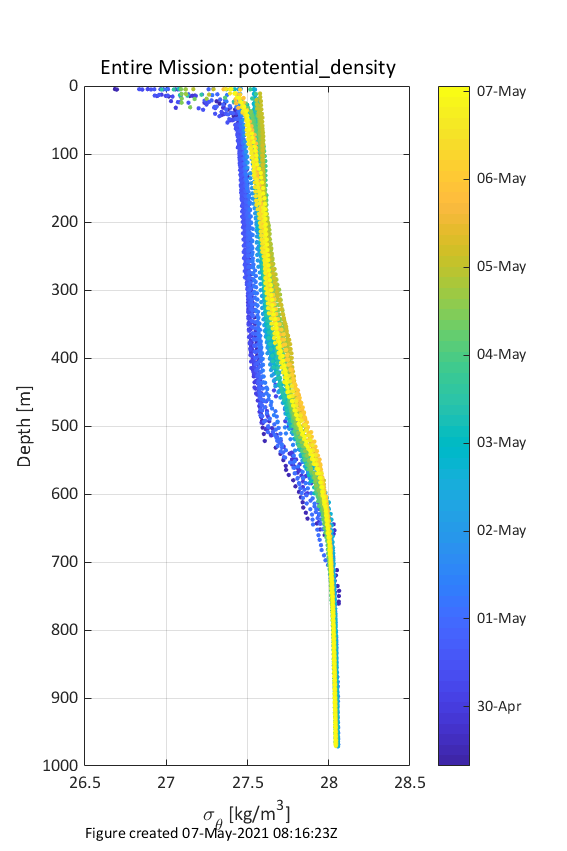 Entire Mission: potential_density
0
100
200
300
400
500
600
700
800
900
1000
Depth [m]
26.5 27 27.5 28 28.5
σθ [kg/m³]
07-May
06-May
05-May
04-May
03-May
02-May
01-May
30-Apr
Figure created 07-May-2021 08:16:23Z